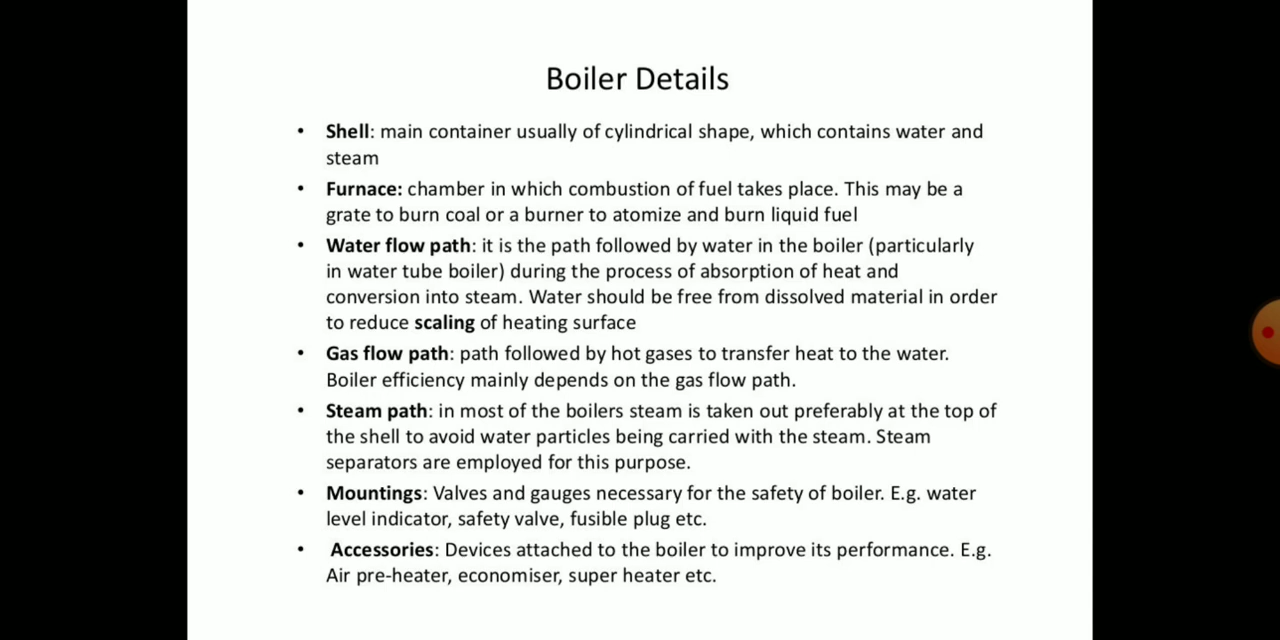 Boiler Details
• Shell: main container usually of cylindrical shape, which contains water and
steam
• Furnace: chamber in which combustion of fuel takes place. This may be a
grate to burn coal or a burner to atomize and burn liquid fuel
• Water flow path: it is the path followed by water in the boiler (particularly
in water tube boiler) during the process of absorption of heat and
conversion into steam. Water should be free from dissolved material in order
to reduce scaling of heating surface
• Gas flow path: path followed by hot gases to transfer heat to the water.
Boiler efficiency mainly depends on the gas flow path.
• Steam path: in most of the boilers steam is taken out preferably at the top of
the shell to avoid water particles being carried with the steam. Steam
separators are employed for this purpose.
• Mountings: Valves and gauges necessary for the safety of boiler. E.g. water
level indicator, safety valve, fusible plug etc.
• Accessories: Devices attached to the boiler to improve its performance. E.g.
Air pre-heater, economiser, super heater etc.